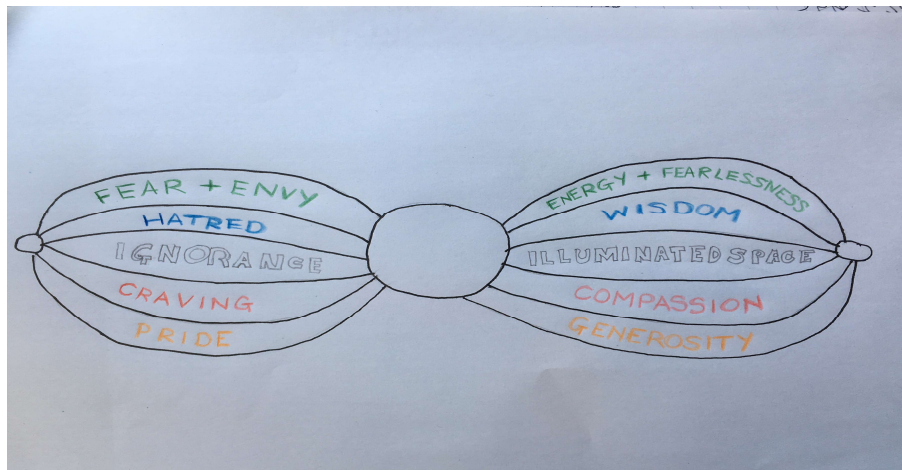 FEAR + ENVY
HATRED
IGNORANCE
CRAVING
PRIDE
ENERGY + FEARLESSNESS
WISDOM
ILLUMINATED SPACE
COMPASSION
GENEROSITY